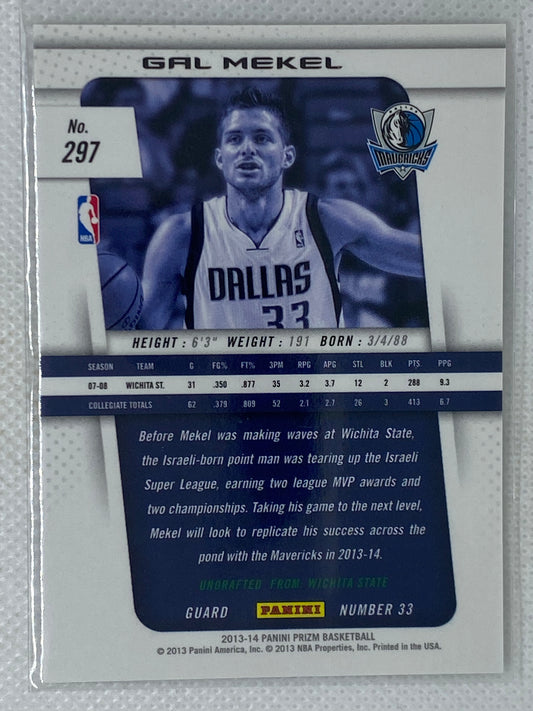 GAL MEKEL
No.
297
DALLAS
MAVERICKS
NBA
DALLAS
33
HEIGHT : 6'3" WEIGHT : 191 BORN : 3/4/88
SEASON TEAM G FG% FT% 3PM RPG APG STL BLK PTS PPG
07-08 WICHITA ST. 31 .350 .877 35 3.2 3.7 12 2 288 9.3
COLLEGIATE TOTALS 62 .379 .809 52 2.1 2.7 26 3 413 6.7
Before Mekel was making waves at Wichita State,
the Israeli-born point man was tearing up the Israeli
Super League, earning two league MVP awards and
two championships. Taking his game to the next level,
Mekel will look to replicate his success across the
pond with the Mavericks in 2013-14.
UNDRAFTED FROM WICHITA STATE
GUARD PANINI NUMBER 33
2013-14 PANINI PRIZM BASKETBALL
© 2013 Panini America, Inc. © 2013 NBA Properties, Inc. Printed in the USA.